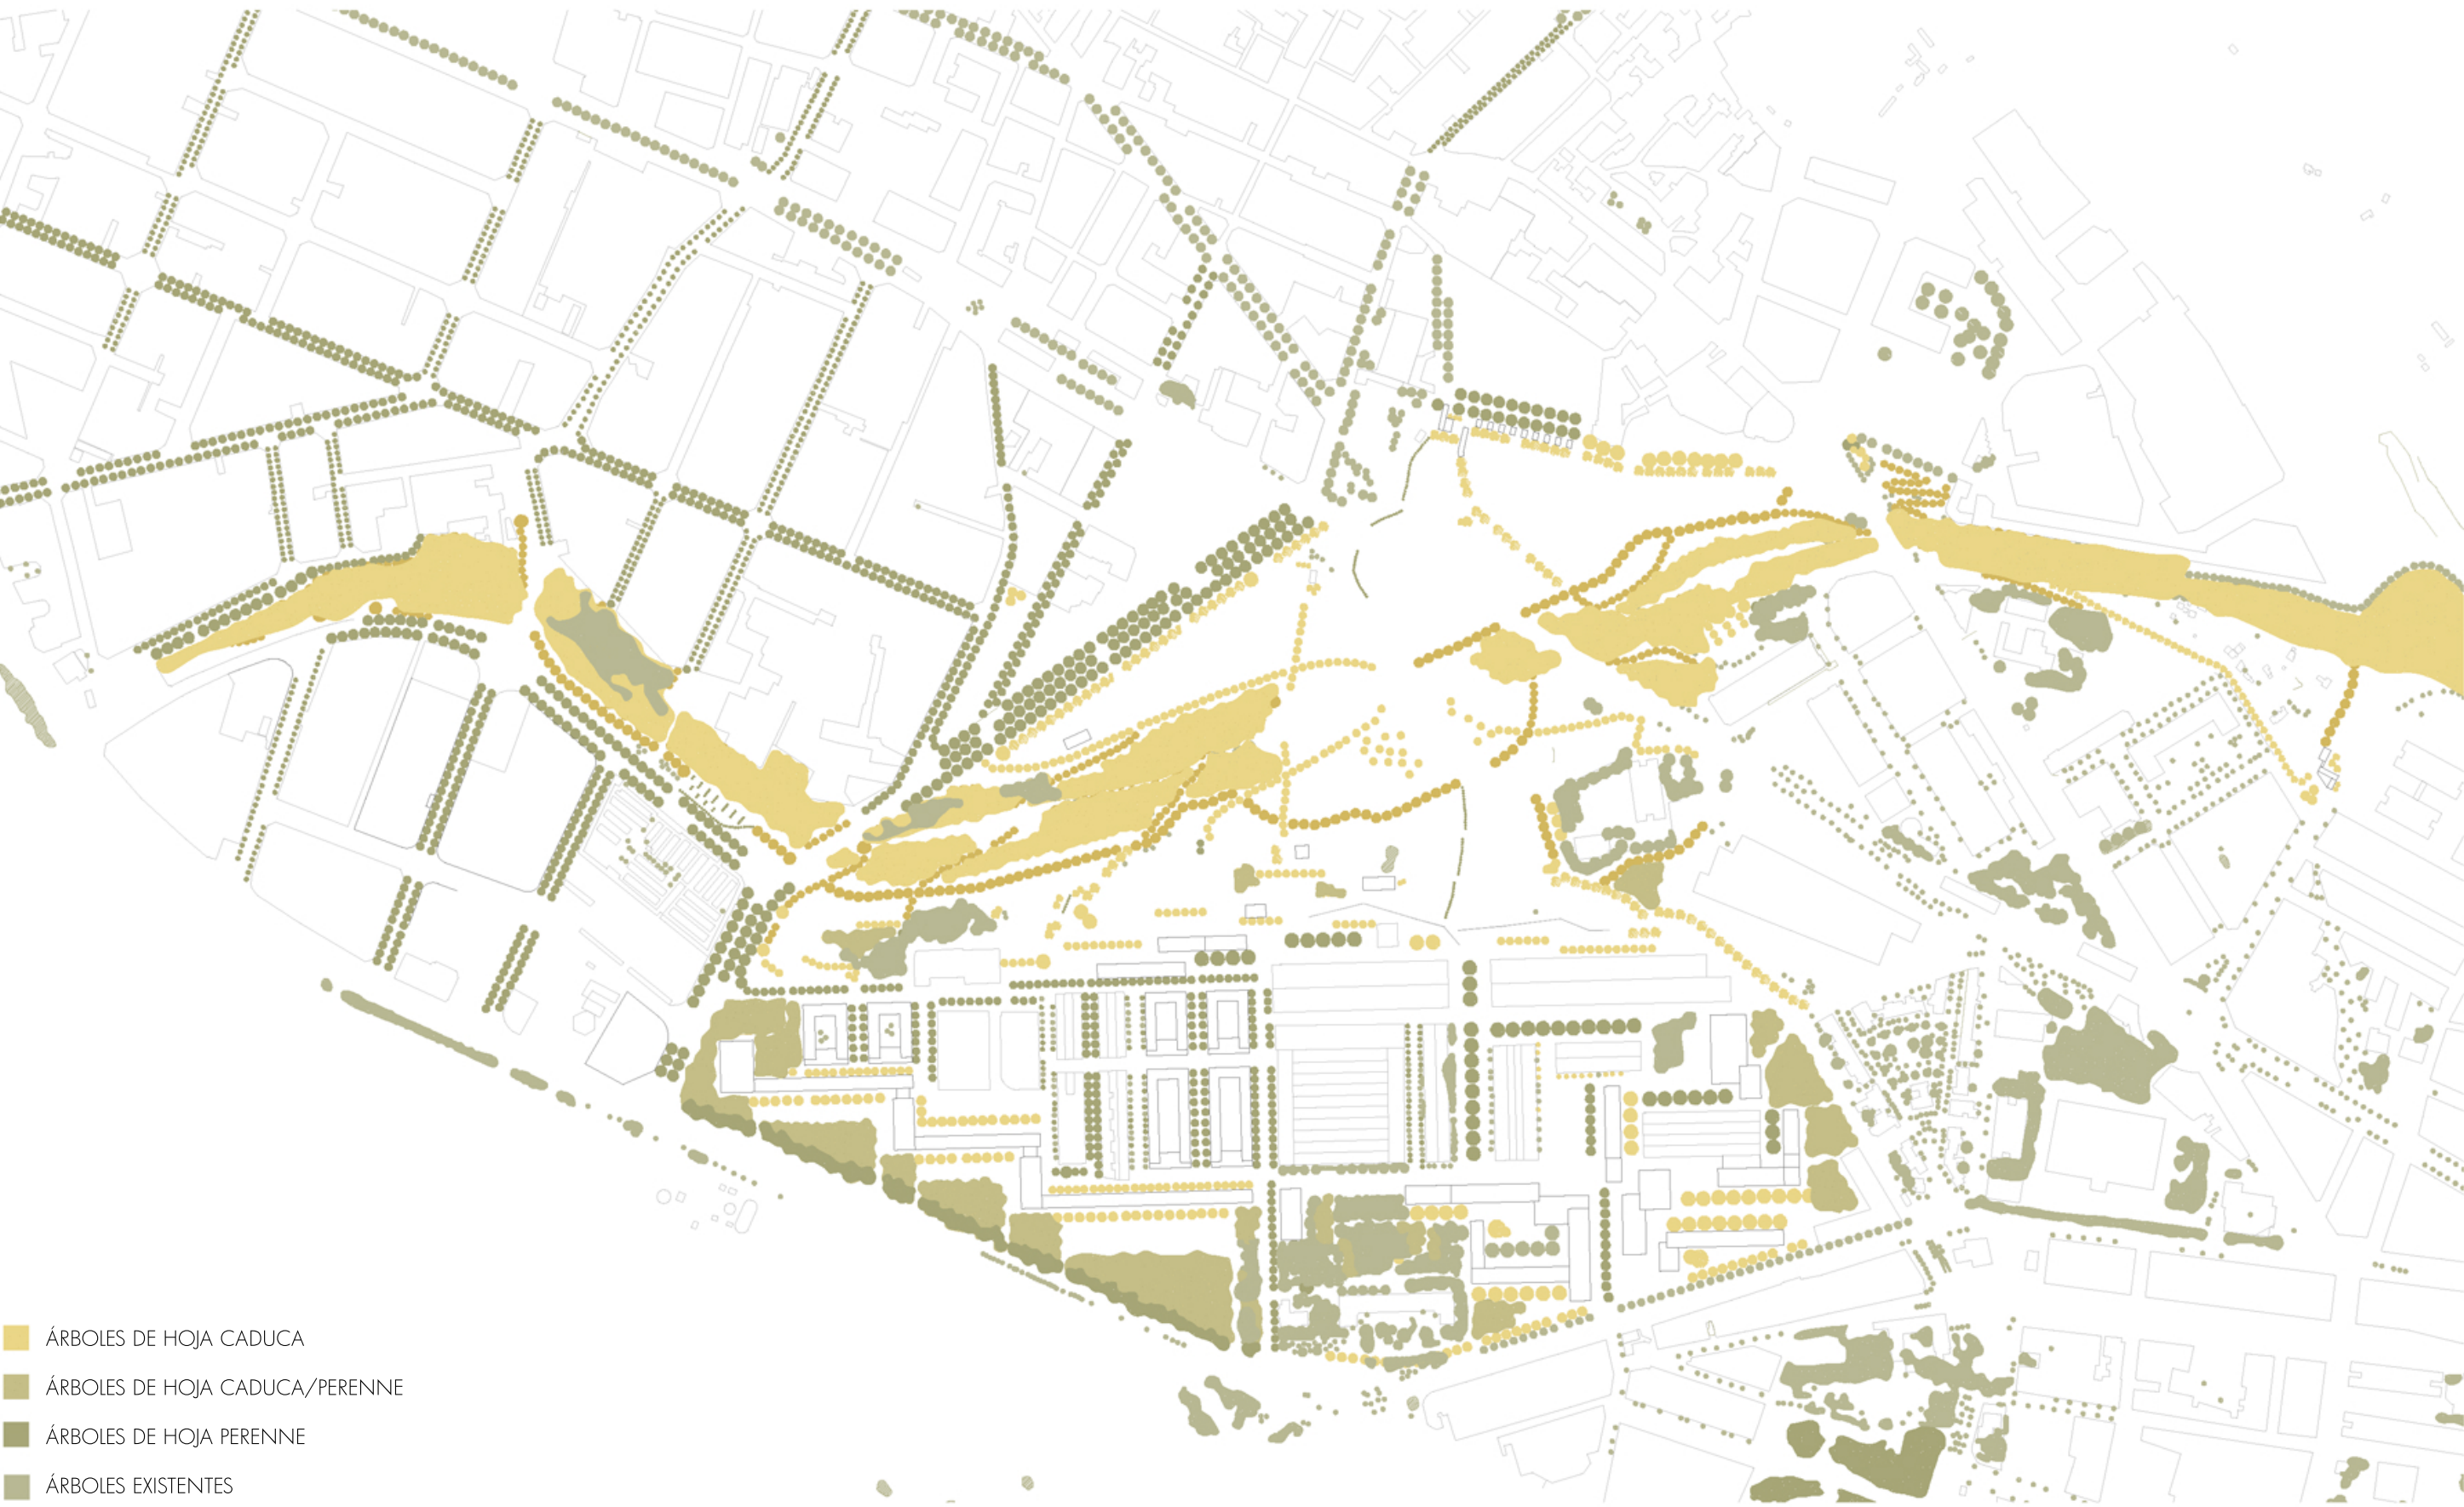 ÁRBOLES DE HOJA CADUCA
ÁRBOLES DE HOJA CADUCA/PERENNE
ÁRBOLES DE HOJA PERENNE
ÁRBOLES EXISTENTES